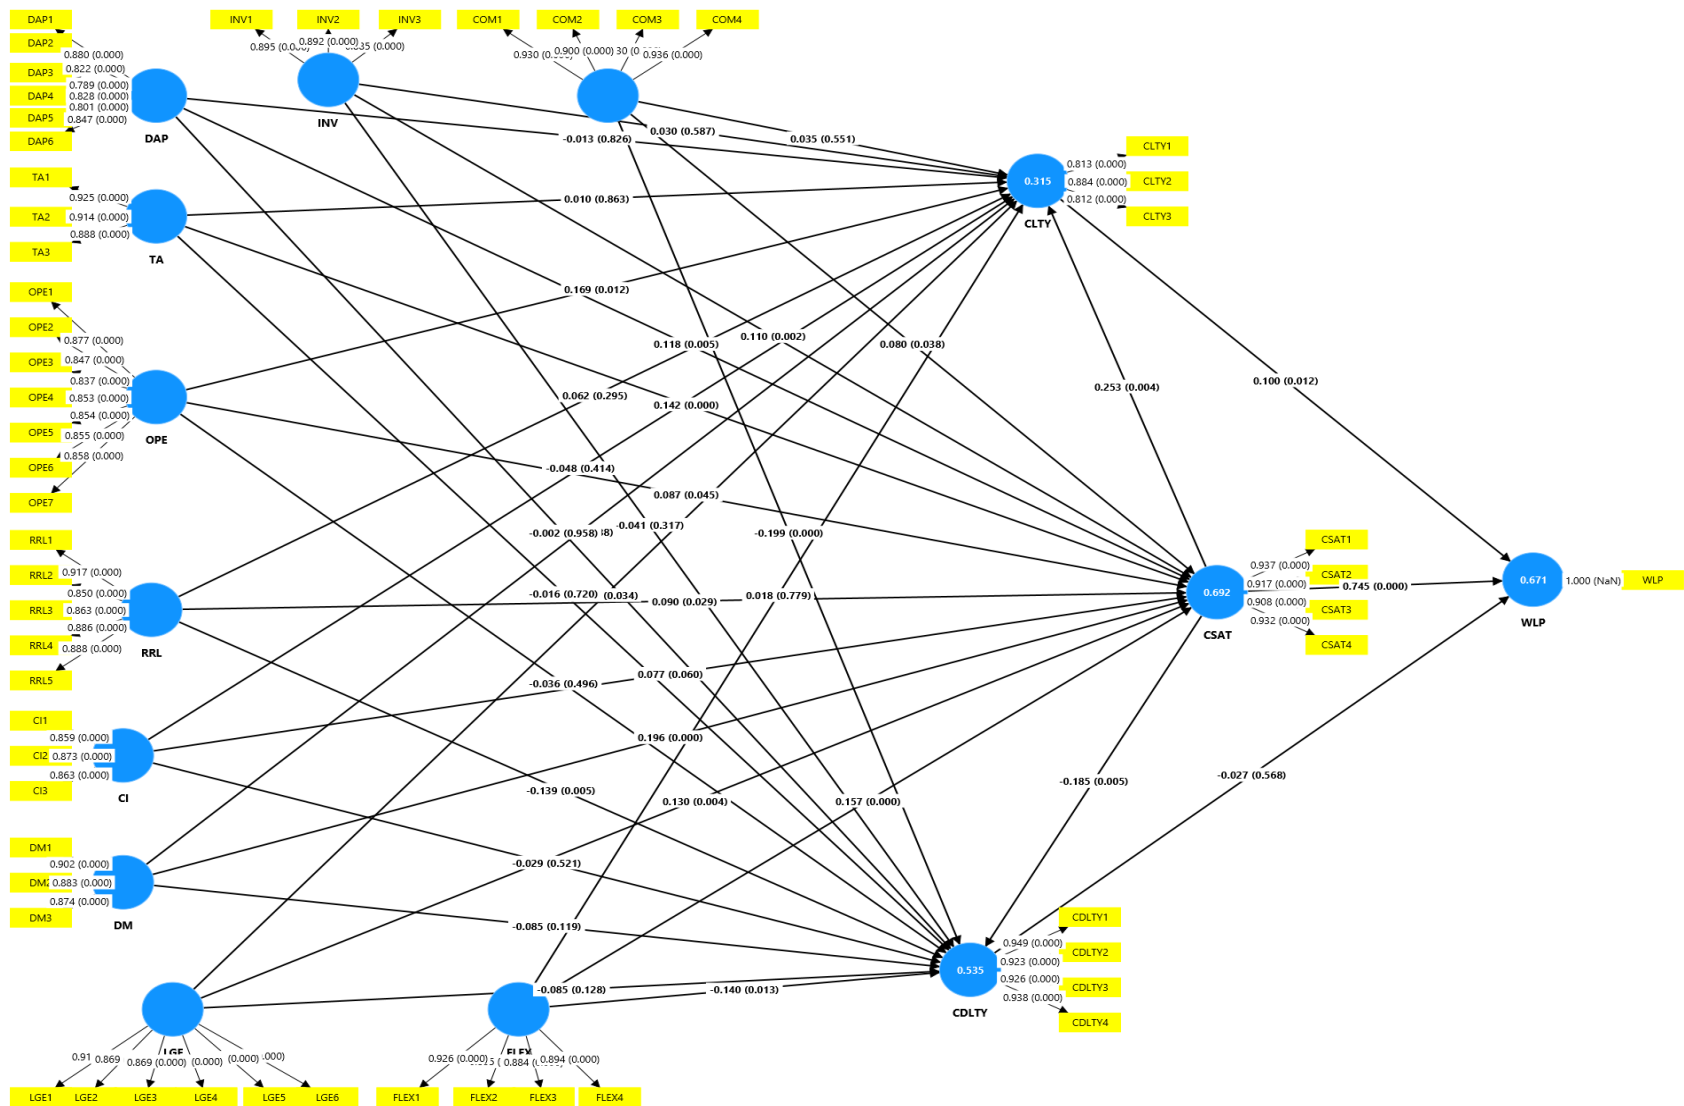 DAP1
DAP2
DAP3
DAP4
DAP5
DAP6
0.880 (0.000)
0.822 (0.000)
0.789 (0.000)
0.828 (0.000)
0.801 (0.000)
0.847 (0.000)
DAP
INV1
INV2
INV3
0.892 (0.000)
INV
COM1
COM2
COM3
COM4
0.900 (0.000)
0.936 (0.000)
TA1
TA2
TA3
0.925 (0.000)
0.914 (0.000)
0.888 (0.000)
TA
OPE1
OPE2
OPE3
OPE4
OPE5
OPE6
OPE7
0.877 (0.000)
0.847 (0.000)
0.837 (0.000)
0.853 (0.000)
0.854 (0.000)
0.855 (0.000)
0.858 (0.000)
OPE
RRL1
RRL2
RRL3
RRL4
RRL5
0.917 (0.000)
0.850 (0.000)
0.863 (0.000)
0.886 (0.000)
0.888 (0.000)
RRL
CI1
CI2
CI3
0.859 (0.000)
0.873 (0.000)
0.863 (0.000)
CI
DM1
DM2
DM3
0.902 (0.000)
0.883 (0.000)
0.874 (0.000)
DM
-0.013 (0.826)
0.030 (0.587)
0.035 (0.551)
0.010 (0.863)
0.169 (0.012)
0.118 (0.005)
0.110 (0.002)
0.080 (0.038)
0.062 (0.295)
0.142 (0.000)
-0.048 (0.414)
0.087 (0.045)
-0.041 (0.317)
-0.002 (0.958)
-0.199 (0.000)
-0.016 (0.720)
(0.034)
0.090 (0.029)
0.018 (0.779)
-0.036 (0.496)
0.077 (0.060)
0.196 (0.000)
-0.139 (0.005)
0.130 (0.004)
0.157 (0.000)
-0.029 (0.521)
-0.085 (0.119)
-0.085 (0.128)
-0.140 (0.013)
0.253 (0.004)
0.100 (0.012)
0.745 (0.000)
-0.185 (0.005)
-0.027 (0.568)
0.315
CLTY
CLTY1
CLTY2
CLTY3
0.813 (0.000)
0.884 (0.000)
0.812 (0.000)
0.692
CSAT
CSAT1
CSAT2
CSAT3
CSAT4
0.937 (0.000)
0.917 (0.000)
0.908 (0.000)
0.932 (0.000)
0.671
WLP
1.000 (NaN)
WLP
0.535
CDLTY
CDLTY1
CDLTY2
CDLTY3
CDLTY4
0.949 (0.000)
0.923 (0.000)
0.926 (0.000)
0.938 (0.000)
LGE
0.869
0.869 (0.000)
(0.000)
(0.000)
LGE1
LGE2
LGE3
LGE4
LGE5
LGE6
FLEX
0.926 (0.000)
0.894 (0.000)
FLEX1
FLEX2
FLEX3
FLEX4